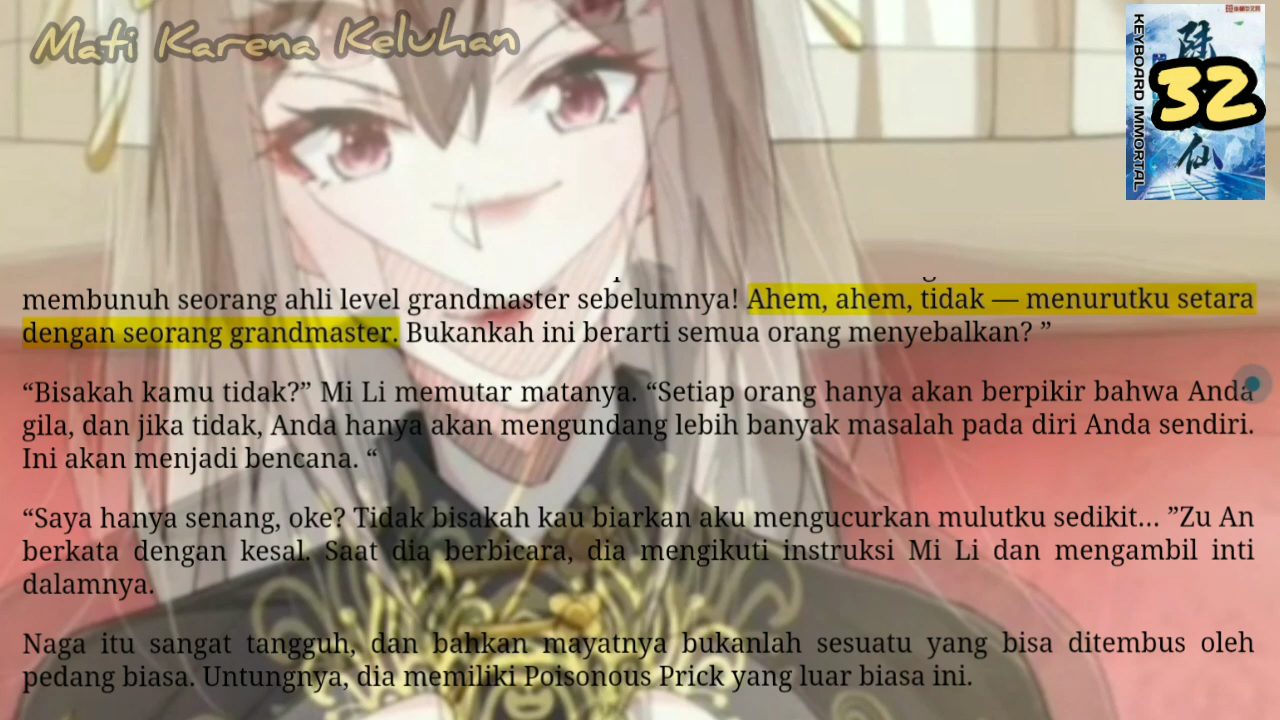 Mati Karena Keluhan
KEYBOARD IMMORTAL
32
仙
membunuh seorang ahli level grandmaster sebelumnya! Ahem, ahem, tidak — menurutku setara
dengan seorang grandmaster. Bukankah ini berarti semua orang menyebalkan? ”
“Bisakah kamu tidak?” Mi Li memutar matanya. “Setiap orang hanya akan berpikir bahwa Anda
gila, dan jika tidak, Anda hanya akan mengundang lebih banyak masalah pada diri Anda sendiri.
Ini akan menjadi bencana. “
“Saya hanya senang, oke? Tidak bisakah kau biarkan aku mengucurkan mulutku sedikit... ”Zu An
berkata dengan kesal. Saat dia berbicara, dia mengikuti instruksi Mi Li dan mengambil inti
dalamnya.
Naga itu sangat tangguh, dan bahkan mayatnya bukanlah sesuatu yang bisa ditembus oleh
pedang biasa. Untungnya, dia memiliki Poisonous Prick yang luar biasa ini.